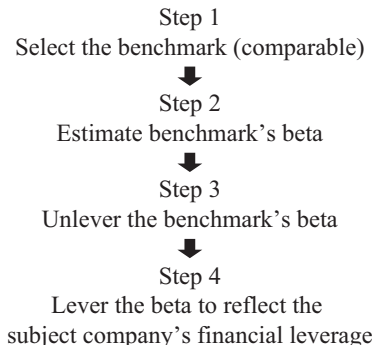 Step 1
Select the benchmark (comparable)
Step 2
Estimate benchmark’s beta
Step 3
Unlever the benchmark’s beta
Step 4
Lever the beta to reflect the
subject company’s financial leverage